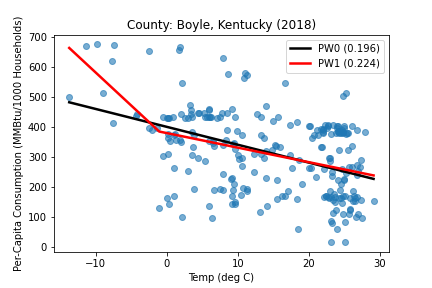 County: Boyle, Kentucky (2018)
PW0 (0.196)
PW1 (0.224)
Per-Capita Consumption (MMBtu/1000 Households)
700
600
500
400
300
200
100
0
−10 0 10 20 30
Temp (deg C)